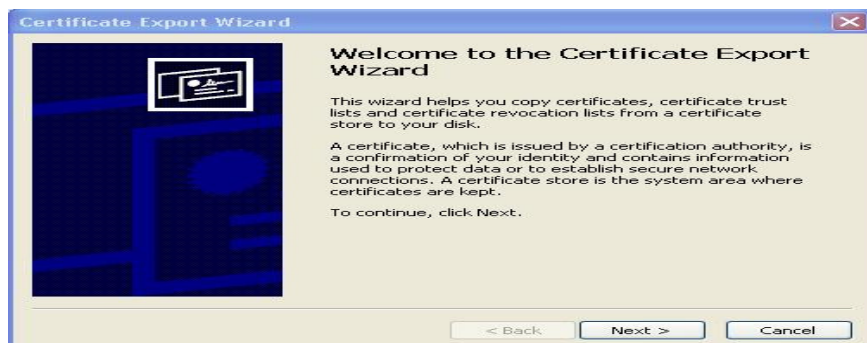 Certificate Export Wizard
Welcome to the Certificate Export
Wizard
This wizard helps you copy certificates, certificate trust
lists and certificate revocation lists from a certificate
store to your disk.
A certificate, which is issued by a certification authority, is
a confirmation of your identity and contains information
used to protect data or to establish secure network
connections. A certificate store is the system area where
certificates are kept.
To continue, click Next.
< Back Next > Cancel